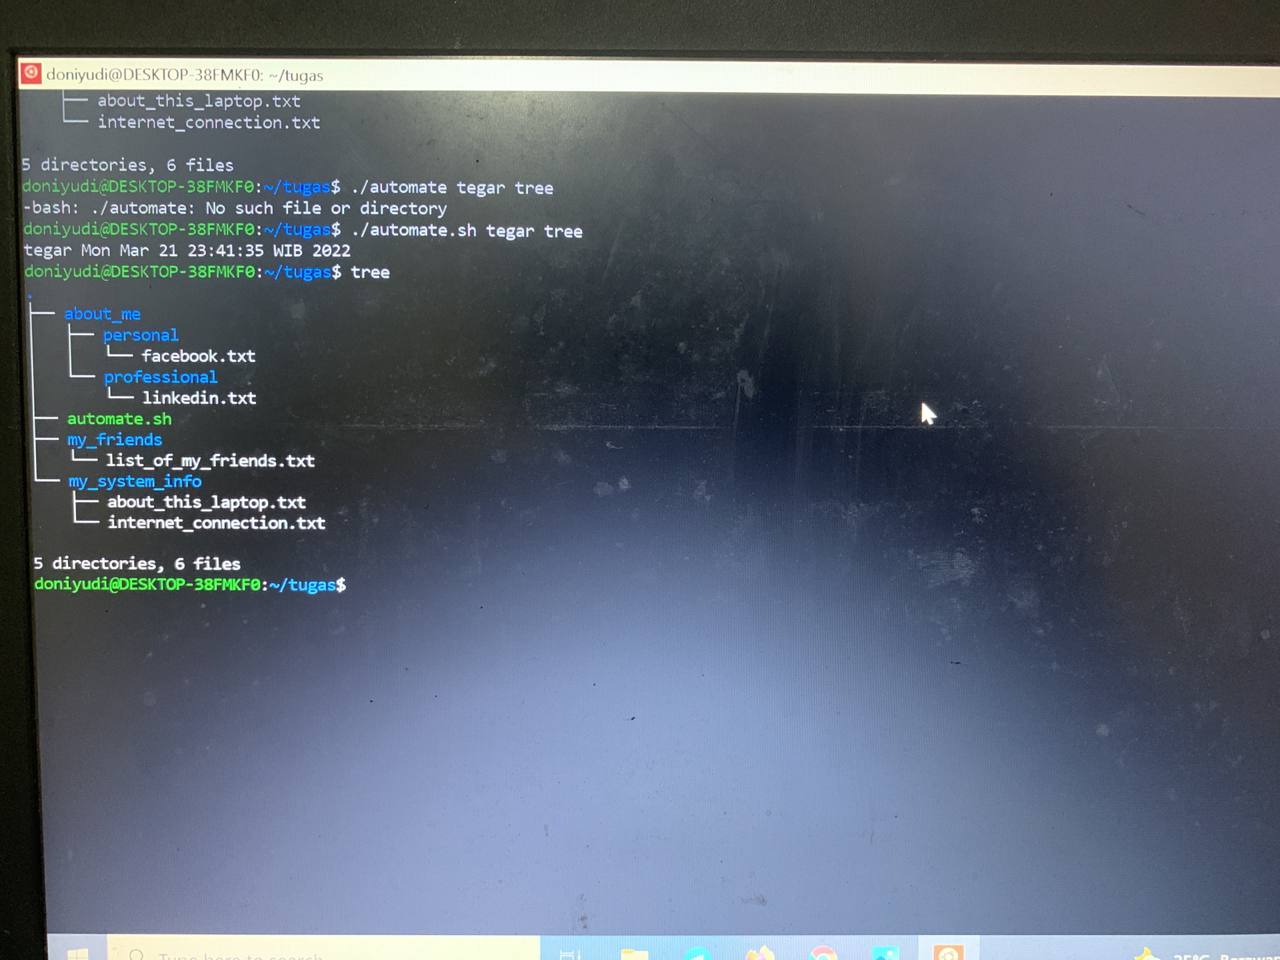 doniyudi@DESKTOP-38FMKF0: ~/tugas
├── about_this_laptop.txt
└── internet_connection.txt
5 directories, 6 files
doniyudi@DESKTOP-38FMKF0:~/tugas$ ./automate tegar tree
-bash: ./automate: No such file or directory
doniyudi@DESKTOP-38FMKF0:~/tugas$ ./automate.sh tegar tree
tegar Mon Mar 21 23:41:35 WIB 2022
doniyudi@DESKTOP-38FMKF0:~/tugas$ tree
.
├── about_me
│   ├── personal
│   │   └── facebook.txt
│   └── professional
│       └── linkedin.txt
├── automate.sh
├── my_friends
│   └── list_of_my_friends.txt
└── my_system_info
    ├── about_this_laptop.txt
    └── internet_connection.txt
5 directories, 6 files
doniyudi@DESKTOP-38FMKF0:~/tugas$
Type here to search
25°C